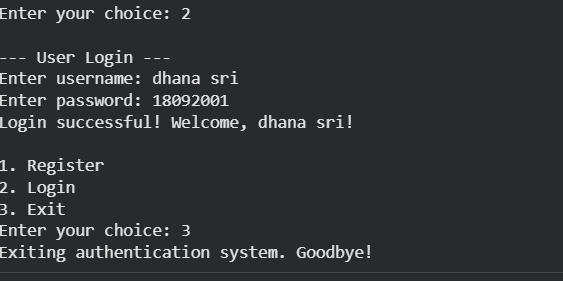 Enter your choice: 2
--- User Login ---
Enter username: dhana sri
Enter password: 18092001
Login successful! Welcome, dhana sri!
1. Register
2. Login
3. Exit
Enter your choice: 3
Exiting authentication system. Goodbye!